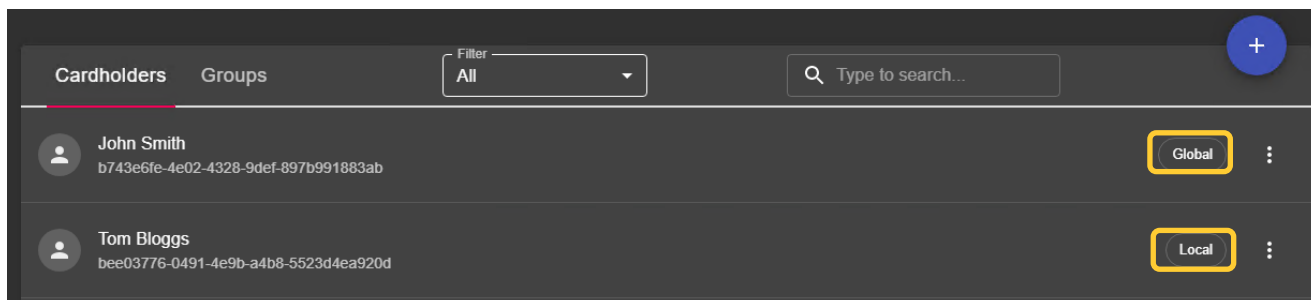 Filter
Cardholders Groups All Type to search...
John Smith
b743e6fe-4e02-4328-9def-897b991883ab
Global
Tom Bloggs
bee03776-0491-4e9b-a4b8-5523d4ea920d
Local